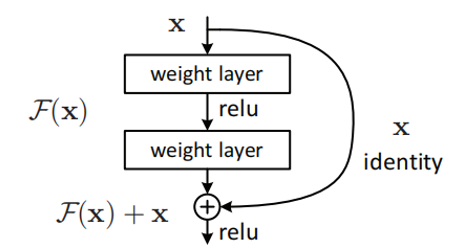 x
weight layer
F(x)
relu
x
weight layer
identity
F(x) + x
relu